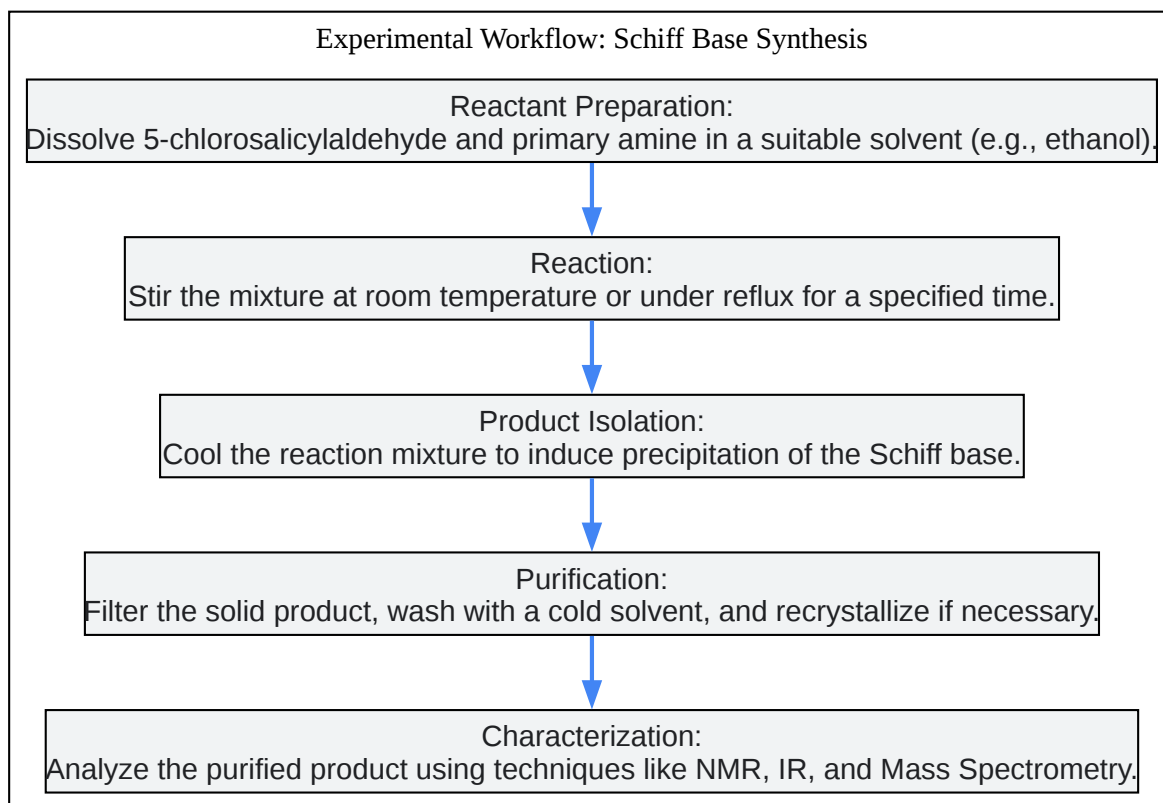 Experimental Workflow: Schiff Base Synthesis
Reactant Preparation:
Dissolve 5-chlorosalicylaldehyde and primary amine in a suitable solvent (e.g., ethanol).
Reaction:
Stir the mixture at room temperature or under reflux for a specified time.
Product Isolation:
Cool the reaction mixture to induce precipitation of the Schiff base.
Purification:
Filter the solid product, wash with a cold solvent, and recrystallize if necessary.
Characterization:
Analyze the purified product using techniques like NMR, IR, and Mass Spectrometry.